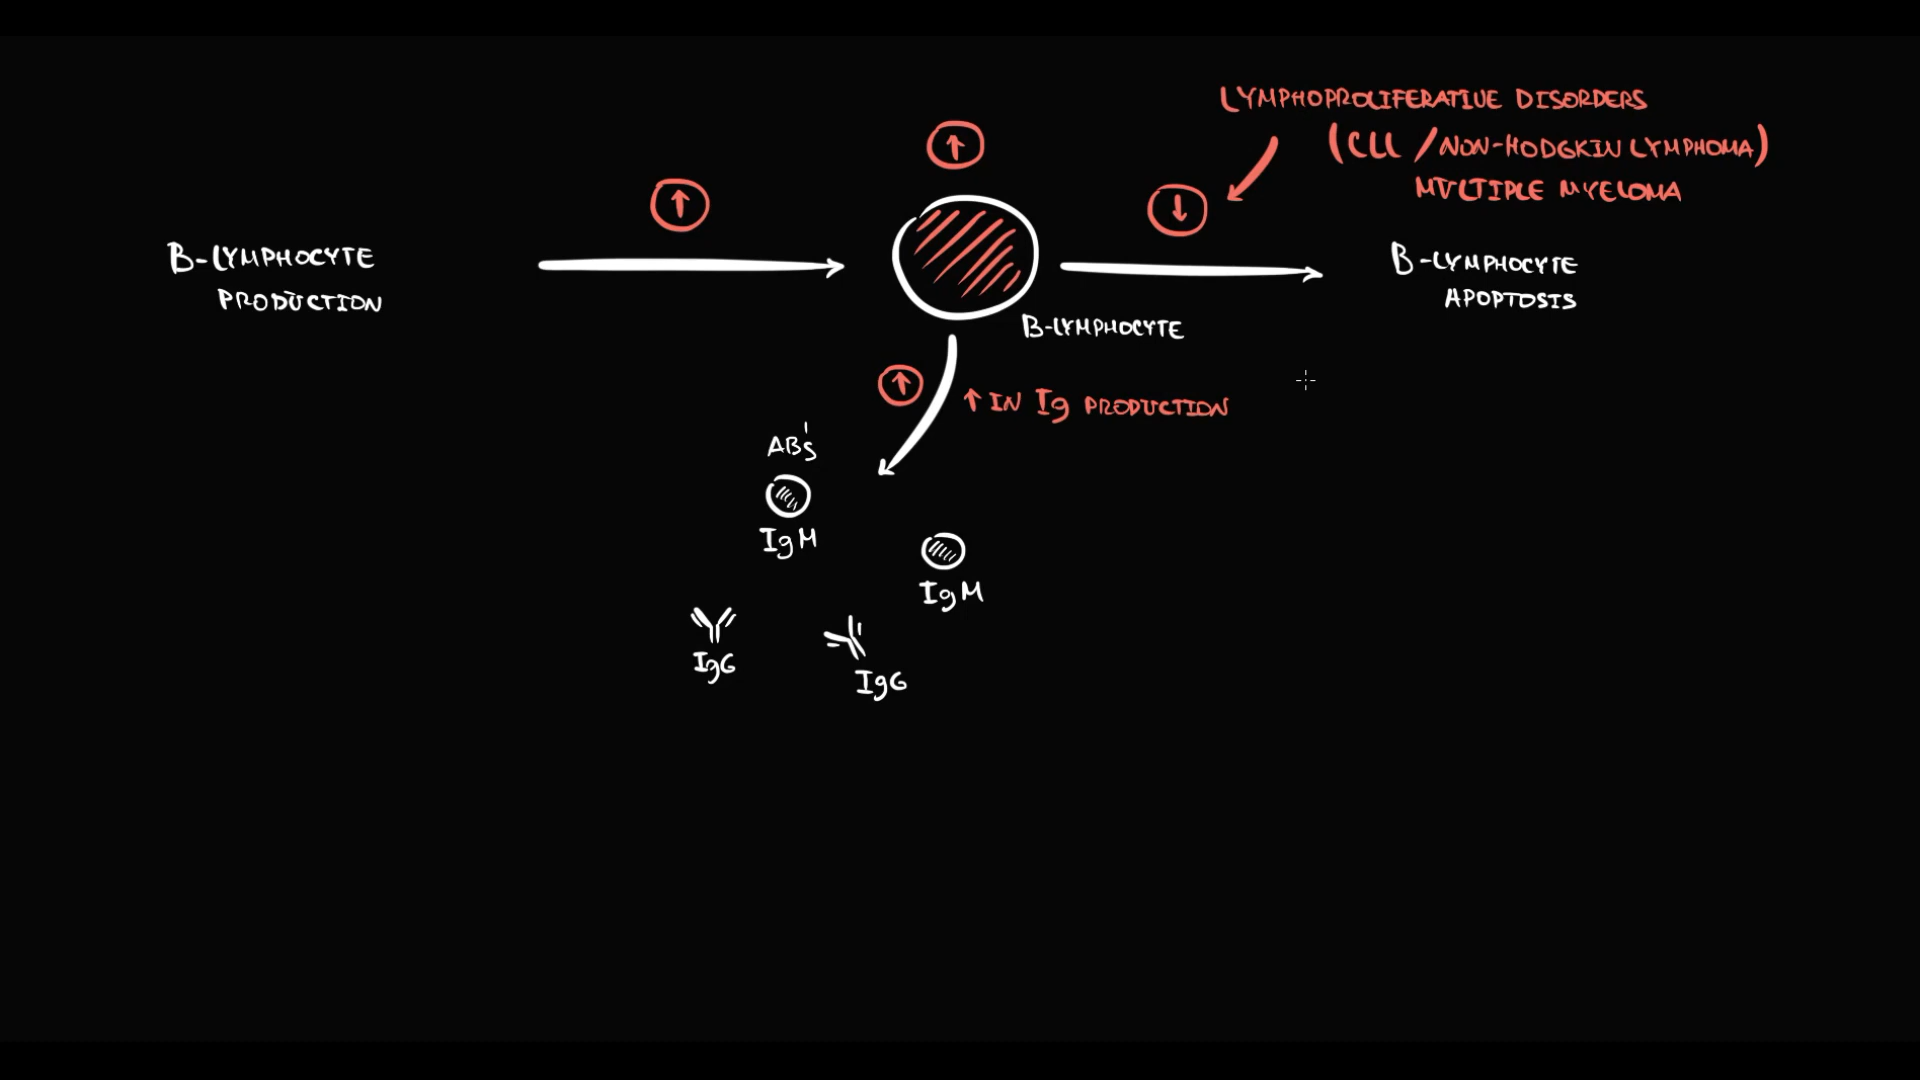 LYMPHOPROLIFERATIVE DISORDERS
(CLL / NON-HODGKIN LYMPHOMA)
MULTIPLE MYELOMA
↑
↑
↓
B-LYMPHOCYTE
PRODUCTION
B-LYMPHOCYTE
APOPTOSIS
B-LYMPHOCYTE
↑
↑ IN Ig PRODUCTION
AB'S
IgM
IgM
IgG
IgG